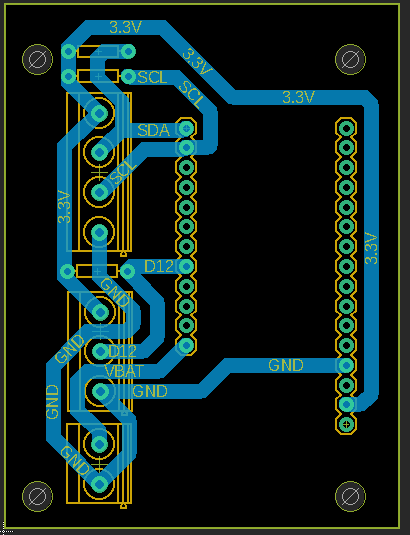 3.3V
3.3V
SCL
SCL
3.3V
SDA
SCL
3.3V
3.3V
D12
GND
GND
D12
VBAT
GND
GND
GND
GND